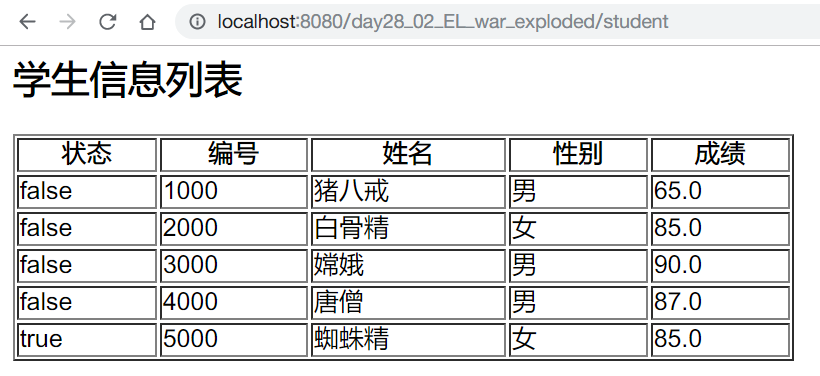 localhost:8080/day28_02_EL_war_exploded/student
学生信息列表
状态 编号 姓名 性别 成绩
false 1000 猪八戒 男 65.0
false 2000 白骨精 女 85.0
false 3000 嫦娥 男 90.0
false 4000 唐僧 男 87.0
true 5000 蜘蛛精 女 85.0